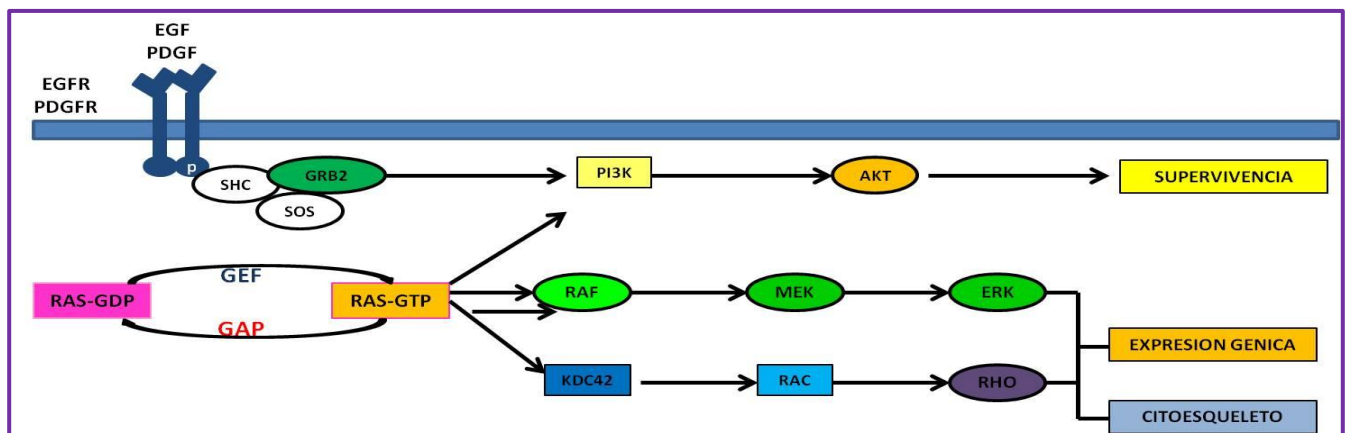 EGF
PDGF
EGFR
PDGFR
p
SHC
GRB2
SOS
PI3K
AKT
SUPERVIVENCIA
RAS-GDP
GEF
GAP
RAS-GTP
RAF
MEK
ERK
KDC42
RAC
RHO
EXPRESION GENICA
CITOESQUELETO